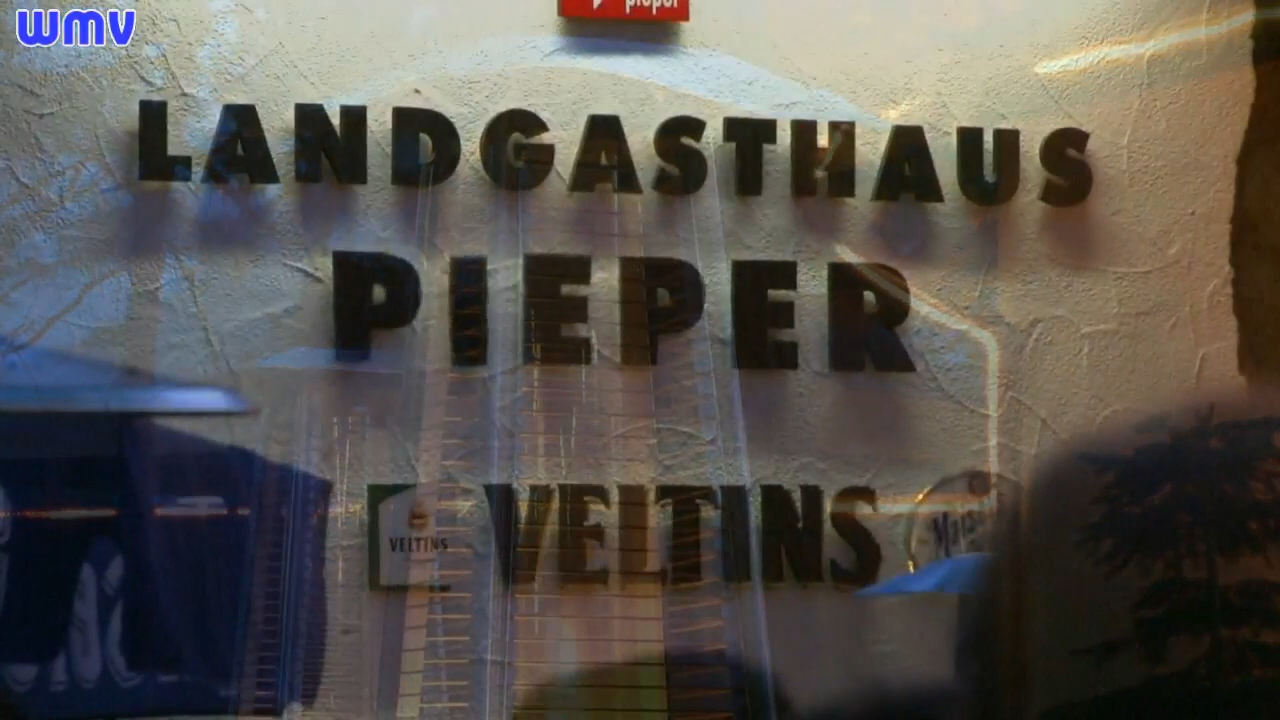 wmv
pieper
LANDGASTHAUS
PIEPER
VELTINS
VELTINS